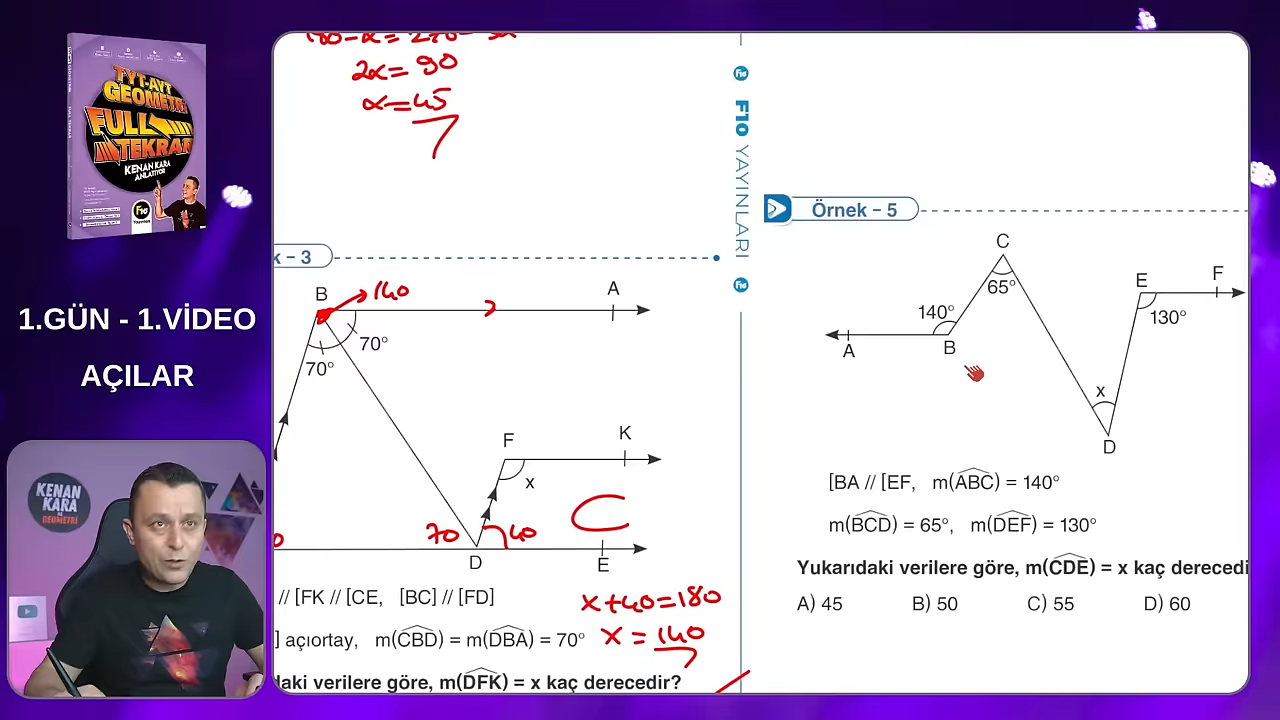 TYT-AYT
GEOMETRİ
FULL
TEKRAR
KENAN KARA
ANLATIYOR
F10
Yayınları
1.GÜN - 1.VİDEO
AÇILAR
KENAN
KARA
GEOMETRİ
2α = 90
α = 45
k – 3
B
140
A
70°
70°
F
K
x
70
40
D
E
// [FK // [CE, [BC] // [FD]
] açıortay, m(CBD) = m(DBA) = 70°
x+40=180
x = 140
daki verilere göre, m(DFK) = x kaç derecedir?
F10 YAYINLARI
Örnek – 5
C
65°
E
F
140°
130°
A
B
x
D
[BA // [EF, m(ABC) = 140°
m(BCD) = 65°, m(DEF) = 130°
Yukarıdaki verilere göre, m(CDE) = x kaç derecedi
A) 45 B) 50 C) 55 D) 60